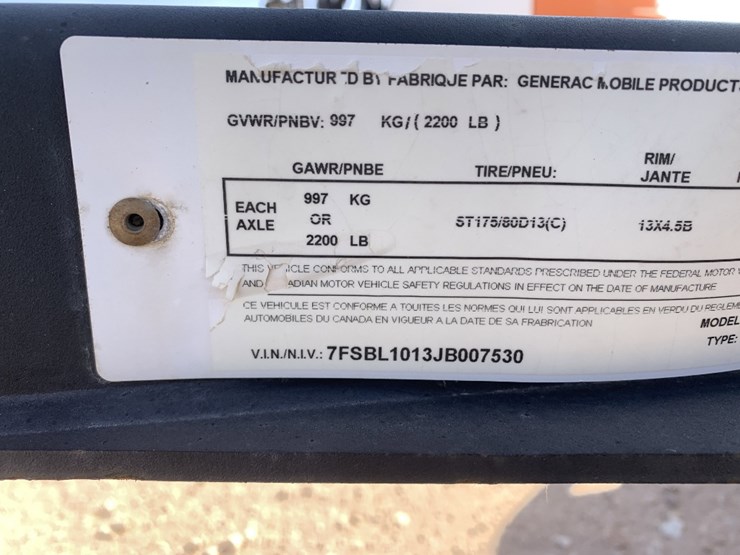 MANUFACTURED BY FABRIQUE PAR: GENERAC MOBILE PRODUCT
GVWR/PNBV: 997 KG/( 2200 LB )
GAWR/PNBE TIRE/PNEU: RIM/ JANTE
EACH AXLE 997 KG OR 2200 LB ST175/80D13(C) 13X4.5B
THIS VEHICLE CONFORMS TO ALL APPLICABLE STANDARDS PRESCRIBED UNDER THE FEDERAL MOTOR
AND ADIAN MOTOR VEHICLE SAFETY REGULATIONS IN EFFECT ON THE DATE OF MANUFACTURE
CE VEHICULE EST CONFORME A TOUITES LES NORMES QUI LUI SONT APPLICABLES EN VERDU DU REGLEME
AUTOMOBILES DU CANADA EN VIGUEUR A LA DATE DE SA FRABRICATION
MODEL
TYPE:
V.I.N./N.I.V.: 7FSBL1013JB007530